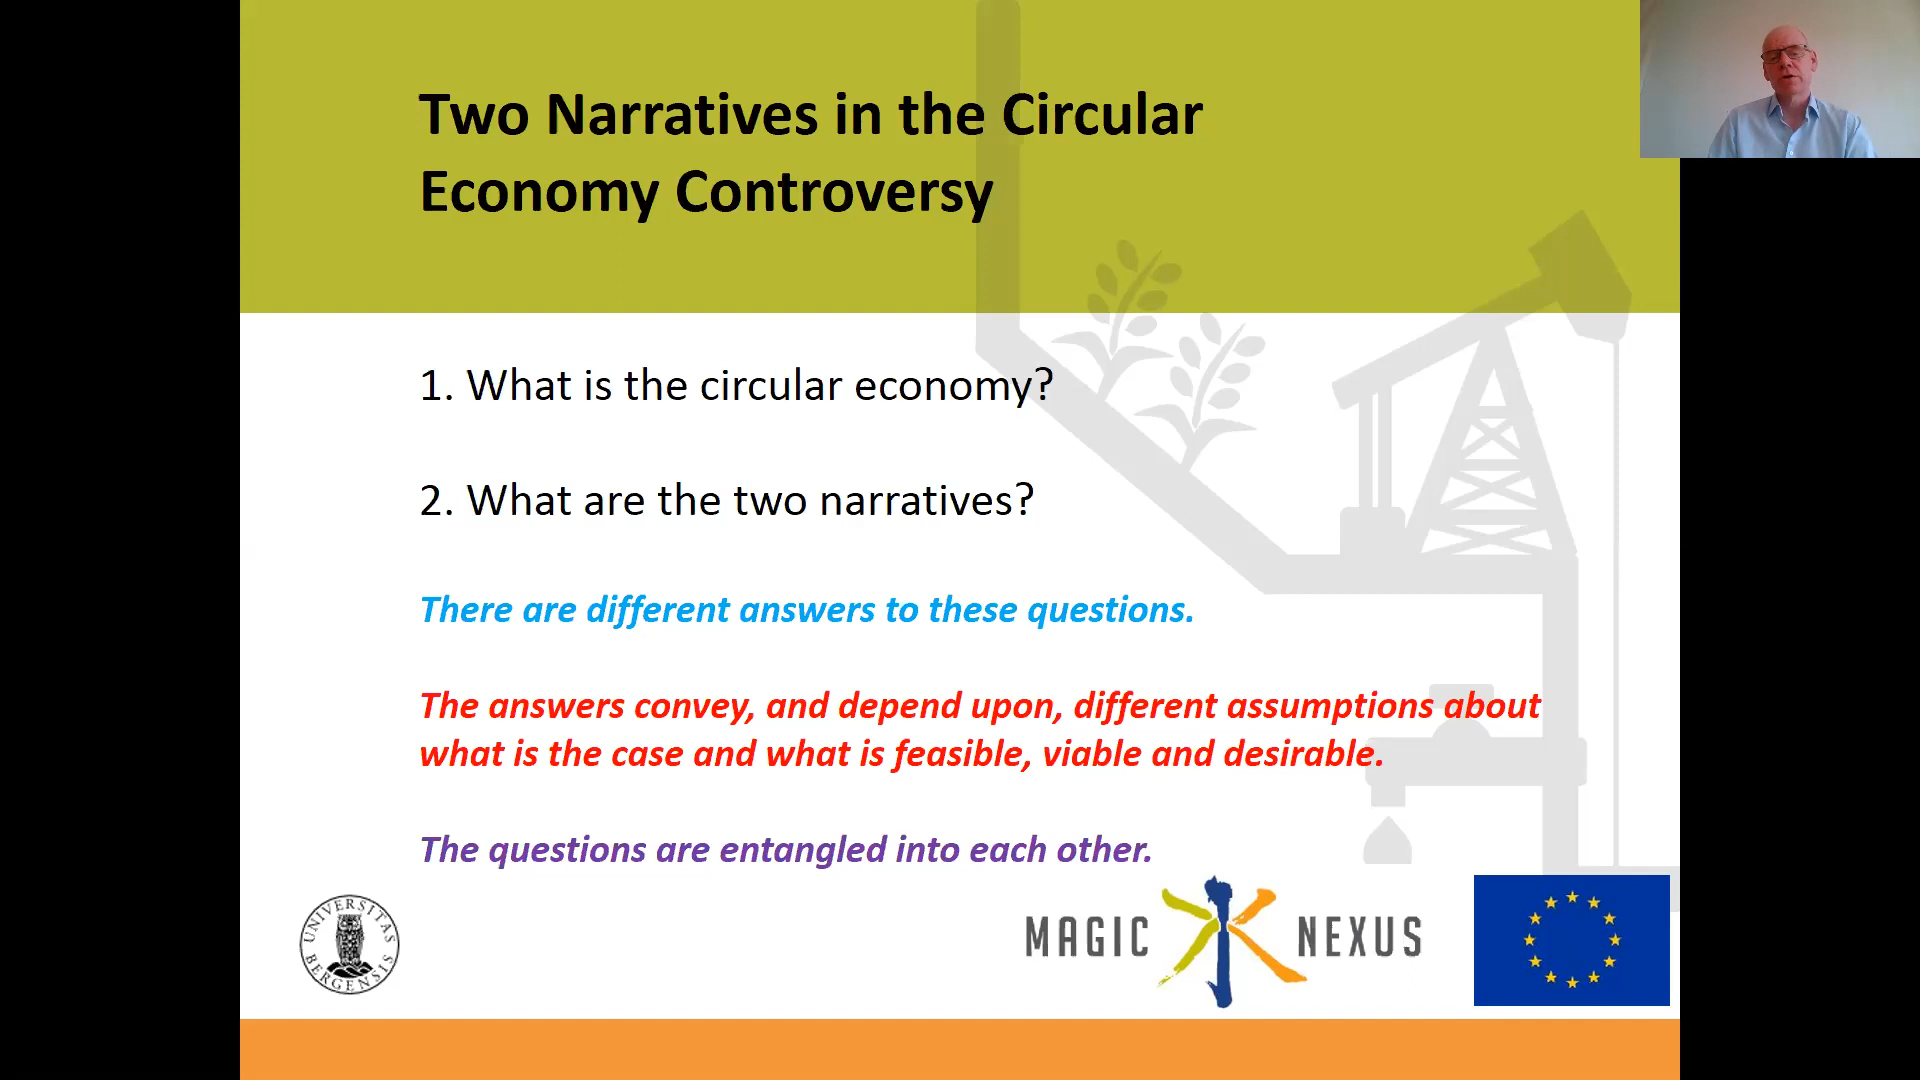 Two Narratives in the Circular
Economy Controversy
1. What is the circular economy?
2. What are the two narratives?
There are different answers to these questions.
The answers convey, and depend upon, different assumptions about
what is the case and what is feasible, viable and desirable.
The questions are entangled into each other.
UNIVERSITAS
BERGENSIS
MAGIC NEXUS